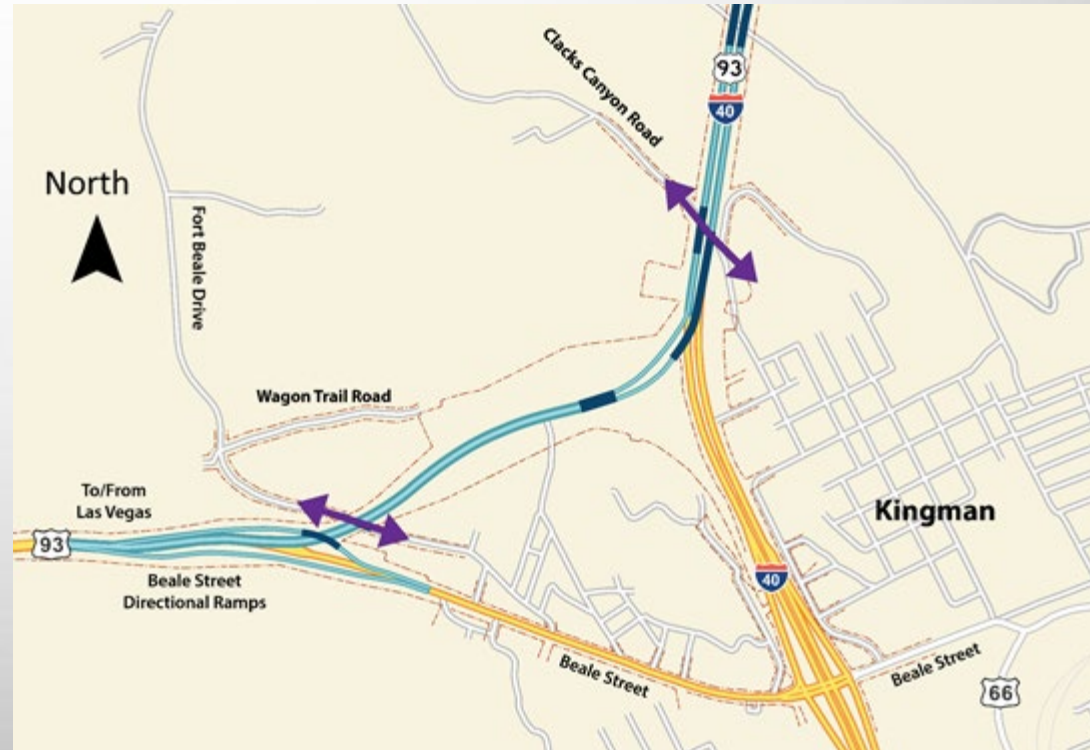 93
40
Clacks Canyon Road
North
Fort Beale Drive
Wagon Trail Road
To/From
Las Vegas
93
Beale Street
Directional Ramps
Kingman
40
Beale Street
Beale Street
66